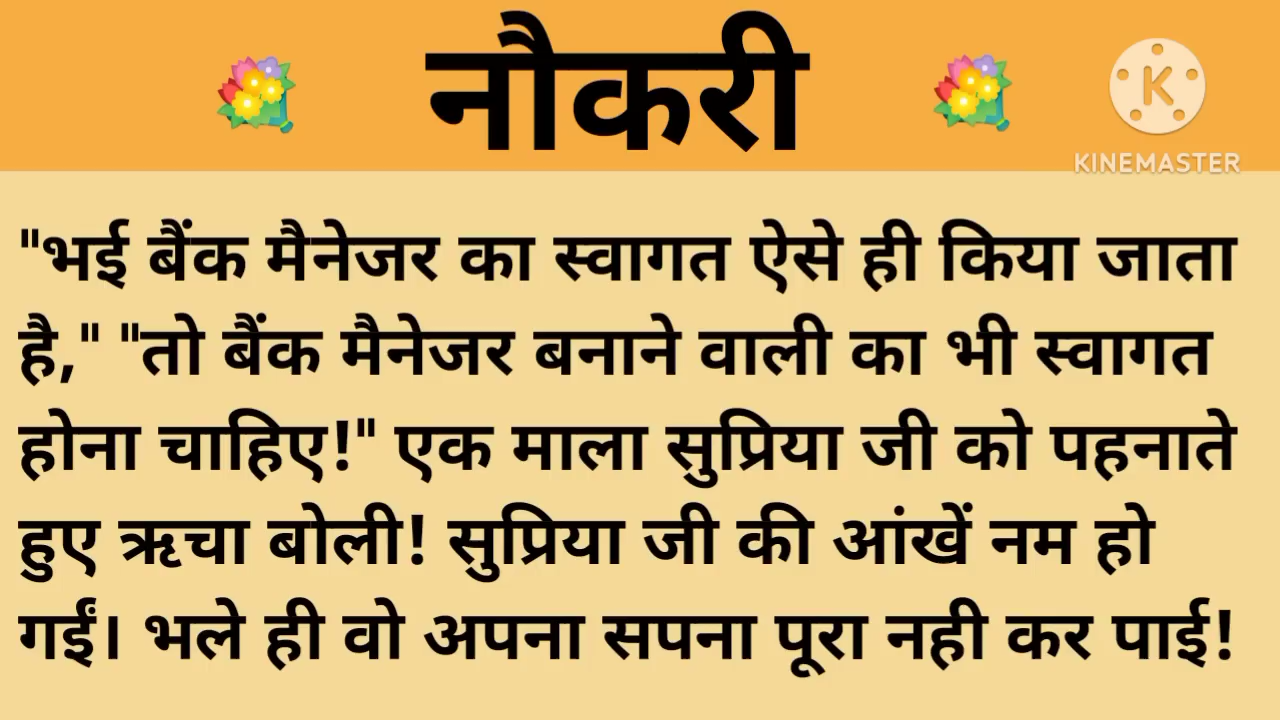 नौकरी
KINEMASTER
"भई बैंक मैनेजर का स्वागत ऐसे ही किया जाता
है," "तो बैंक मैनेजर बनाने वाली का भी स्वागत
होना चाहिए!" एक माला सुप्रिया जी को पहनाते
हुए ऋचा बोली! सुप्रिया जी की आंखें नम हो
गईं। भले ही वो अपना सपना पूरा नही कर पाई!